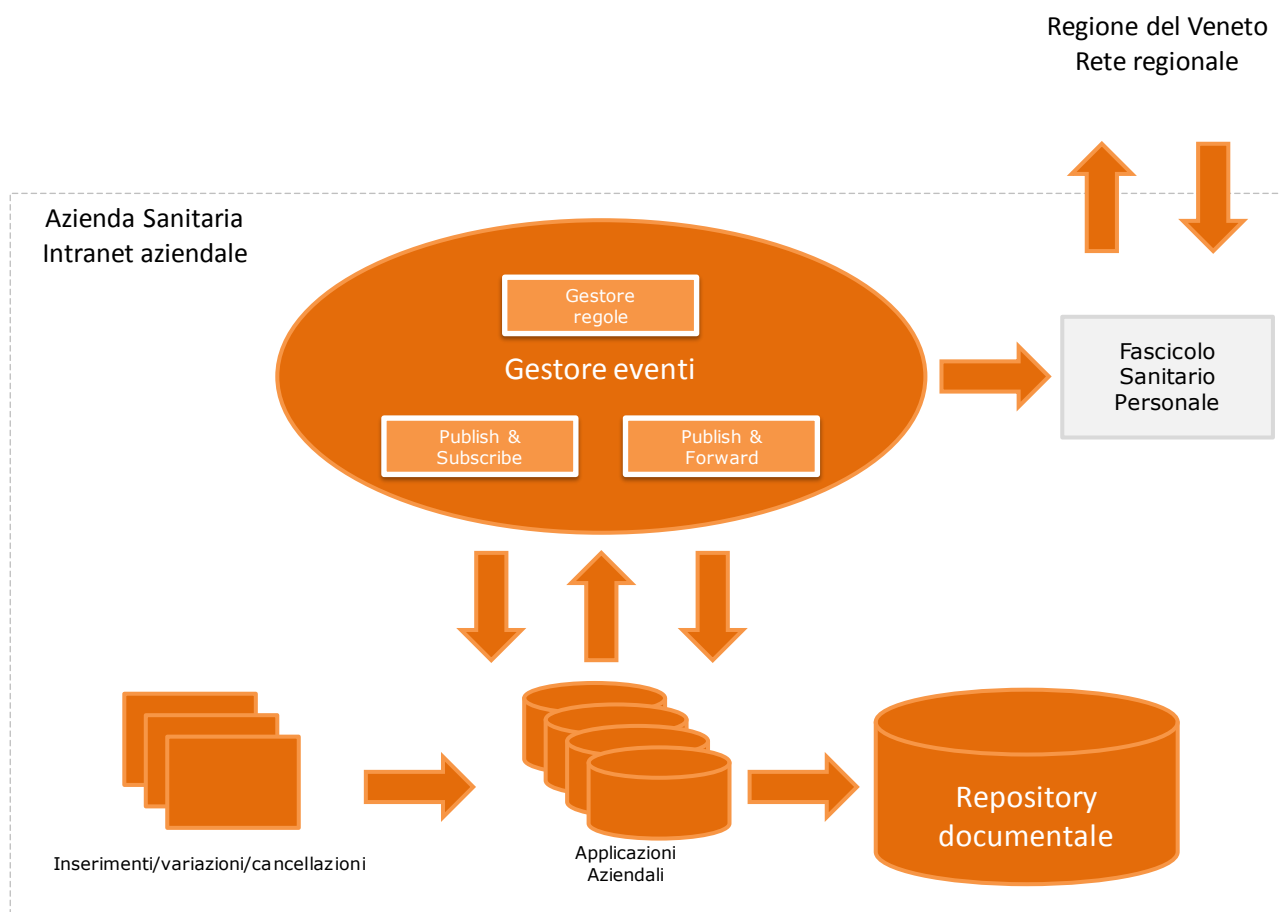 Regione del Veneto
Rete regionale
Azienda Sanitaria
Intranet aziendale
Gestore
regole
Gestore eventi
Publish &
Subscribe
Publish &
Forward
Fascicolo
Sanitario
Personale
Inserimenti/variazioni/cancellazioni
Applicazioni
Aziendali
Repository
documentale